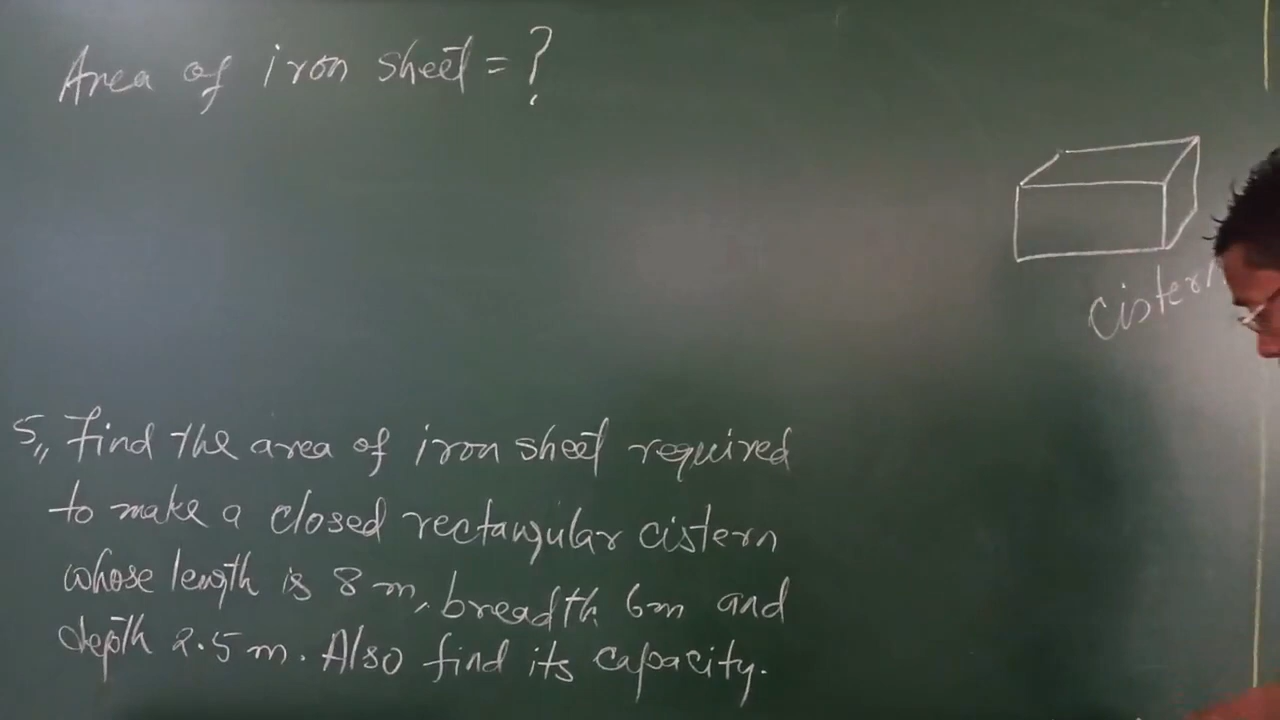 Area of iron sheet = ?
Cistern
5,, Find the area of iron sheet required
to make a closed rectangular cistern
whose length is 8 m, breadth 6m and
depth 2.5 m. Also find its capacity.